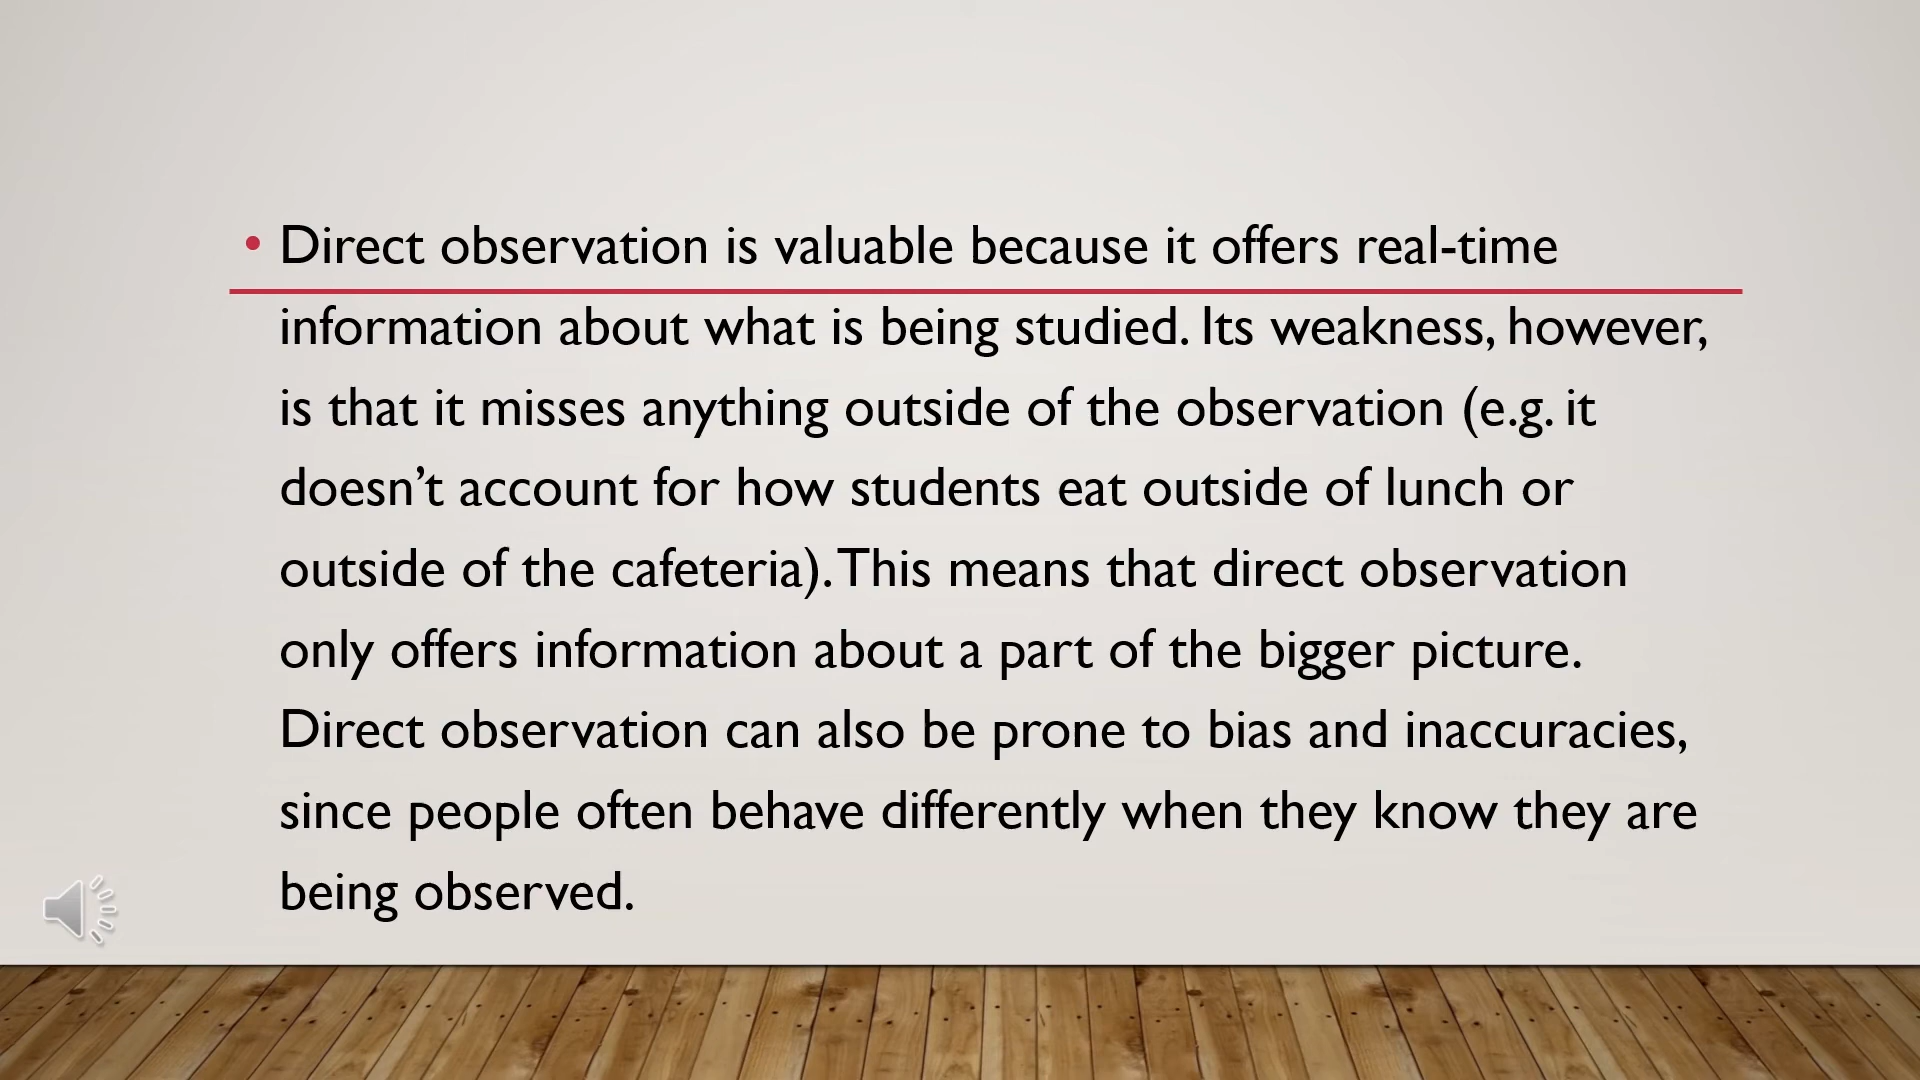 • Direct observation is valuable because it offers real-time
information about what is being studied. Its weakness, however,
is that it misses anything outside of the observation (e.g. it
doesn’t account for how students eat outside of lunch or
outside of the cafeteria). This means that direct observation
only offers information about a part of the bigger picture.
Direct observation can also be prone to bias and inaccuracies,
since people often behave differently when they know they are
being observed.